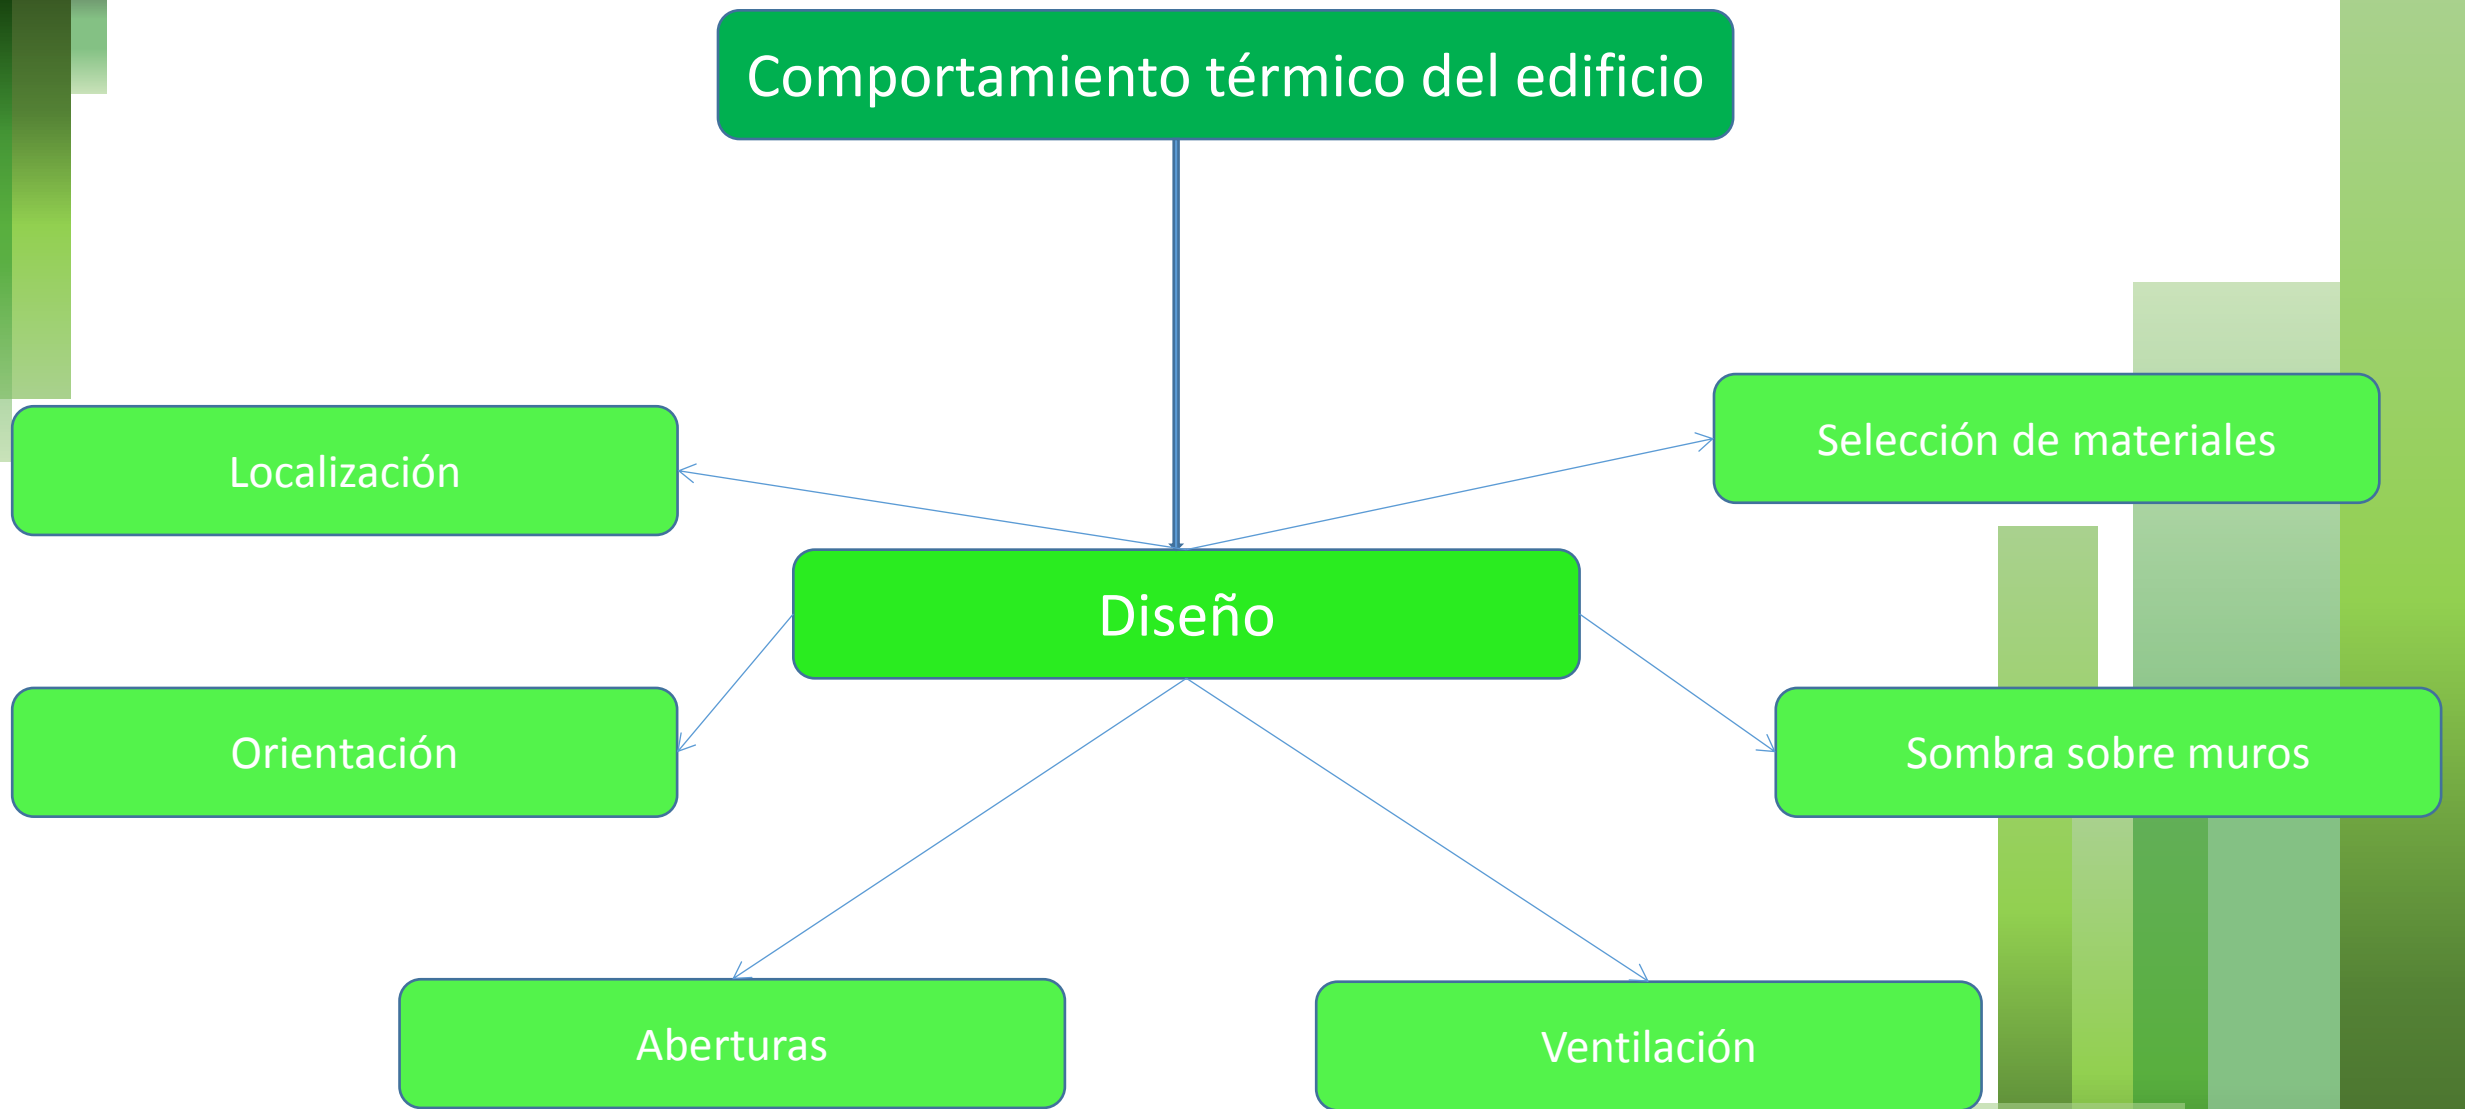 Comportamiento térmico del edificio
Selección de materiales
Localización
Diseño
Orientación
Sombra sobre muros
Aberturas
Ventilación